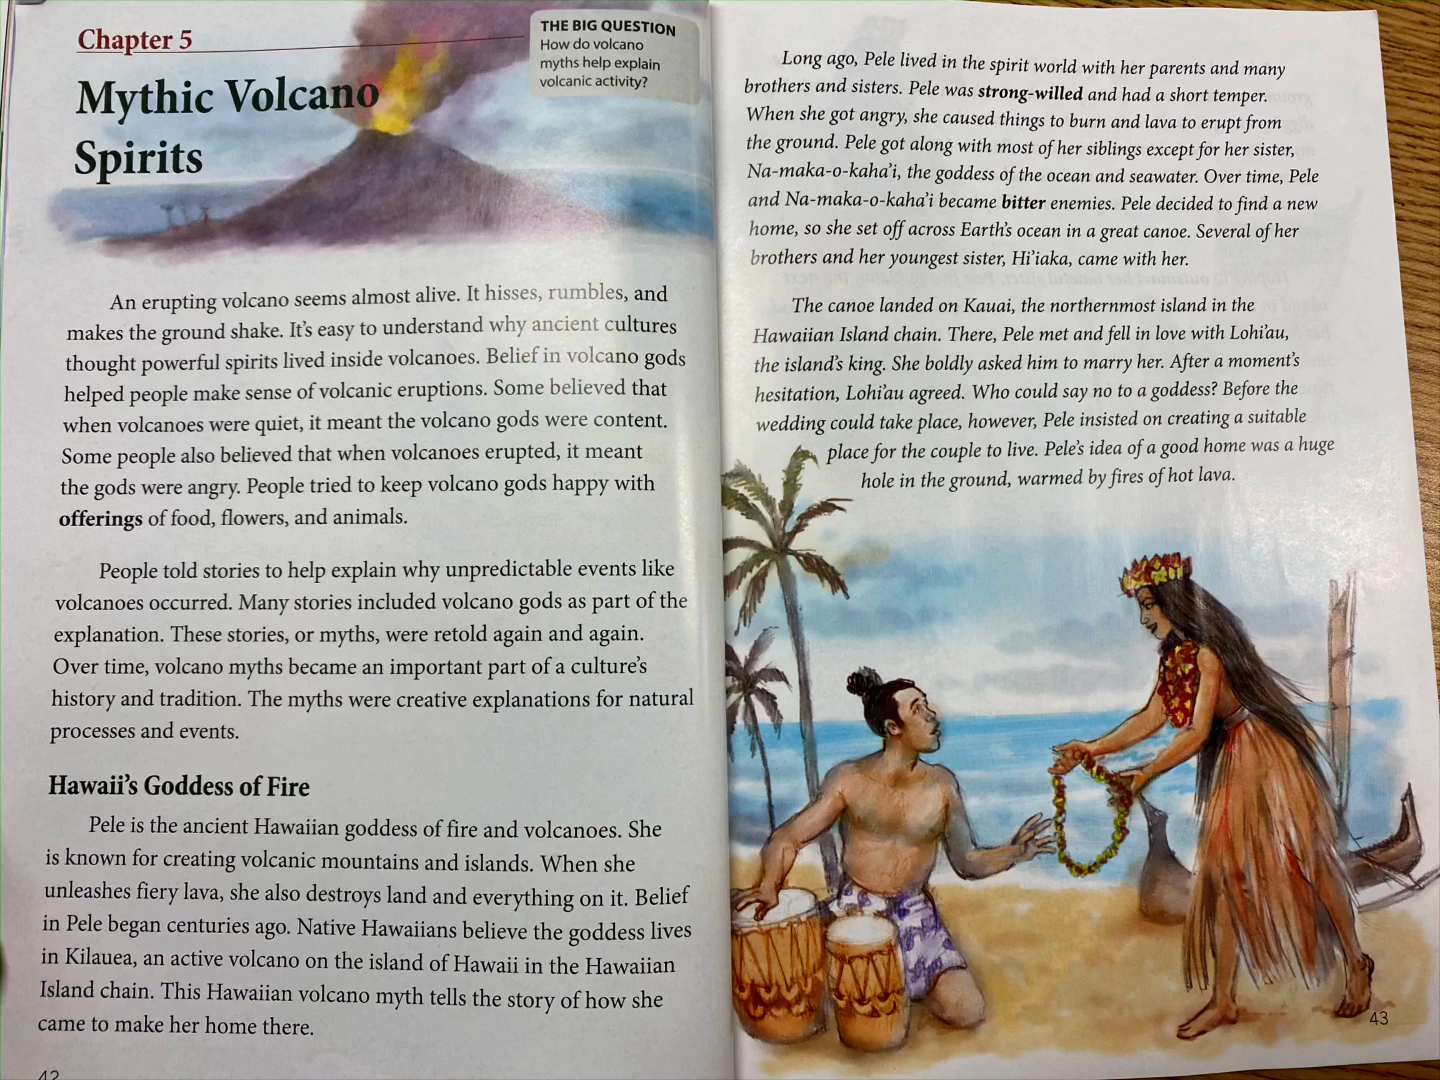 Chapter 5
Mythic Volcano
Spirits
THE BIG QUESTION
How do volcano
myths help explain
volcanic activity?
An erupting volcano seems almost alive. It hisses, rumbles, and
makes the ground shake. It's easy to understand why ancient cultures
thought powerful spirits lived inside volcanoes. Belief in volcano gods
helped people make sense of volcanic eruptions. Some believed that
when volcanoes were quiet, it meant the volcano gods were content.
Some people also believed that when volcanoes erupted, it meant
the gods were angry. People tried to keep volcano gods happy with
offerings of food, flowers, and animals.
People told stories to help explain why unpredictable events like
volcanoes occurred. Many stories included volcano gods as part of the
explanation. These stories, or myths, were retold again and again.
Over time, volcano myths became an important part of a culture's
history and tradition. The myths were creative explanations for natural
processes and events.
Hawaii's Goddess of Fire
Pele is the ancient Hawaiian goddess of fire and volcanoes. She
is known for creating volcanic mountains and islands. When she
unleashes fiery lava, she also destroys land and everything on it. Belief
in Pele began centuries ago. Native Hawaiians believe the goddess lives
in Kilauea, an active volcano on the island of Hawaii in the Hawaiian
Island chain. This Hawaiian volcano myth tells the story of how she
came to make her home there.
42
Long ago, Pele lived in the spirit world with her parents and many
brothers and sisters. Pele was strong-willed and had a short temper.
When she got angry, she caused things to burn and lava to erupt from
the ground. Pele got along with most of her siblings except for her sister,
Na-maka-o-kaha'i, the goddess of the ocean and seawater. Over time, Pele
and Na-maka-o-kaha'i became bitter enemies. Pele decided to find a new
home, so she set off across Earth's ocean in a great canoe. Several of her
brothers and her youngest sister, Hi'iaka, came with her.
The canoe landed on Kauai, the northernmost island in the
Hawaiian Island chain. There, Pele met and fell in love with Lohi'au,
the island's king. She boldly asked him to marry her. After a moment's
hesitation, Lohi'au agreed. Who could say no to a goddess? Before the
wedding could take place, however, Pele insisted on creating a suitable
place for the couple to live. Pele's idea of a good home was a huge
hole in the ground, warmed by fires of hot lava.
43